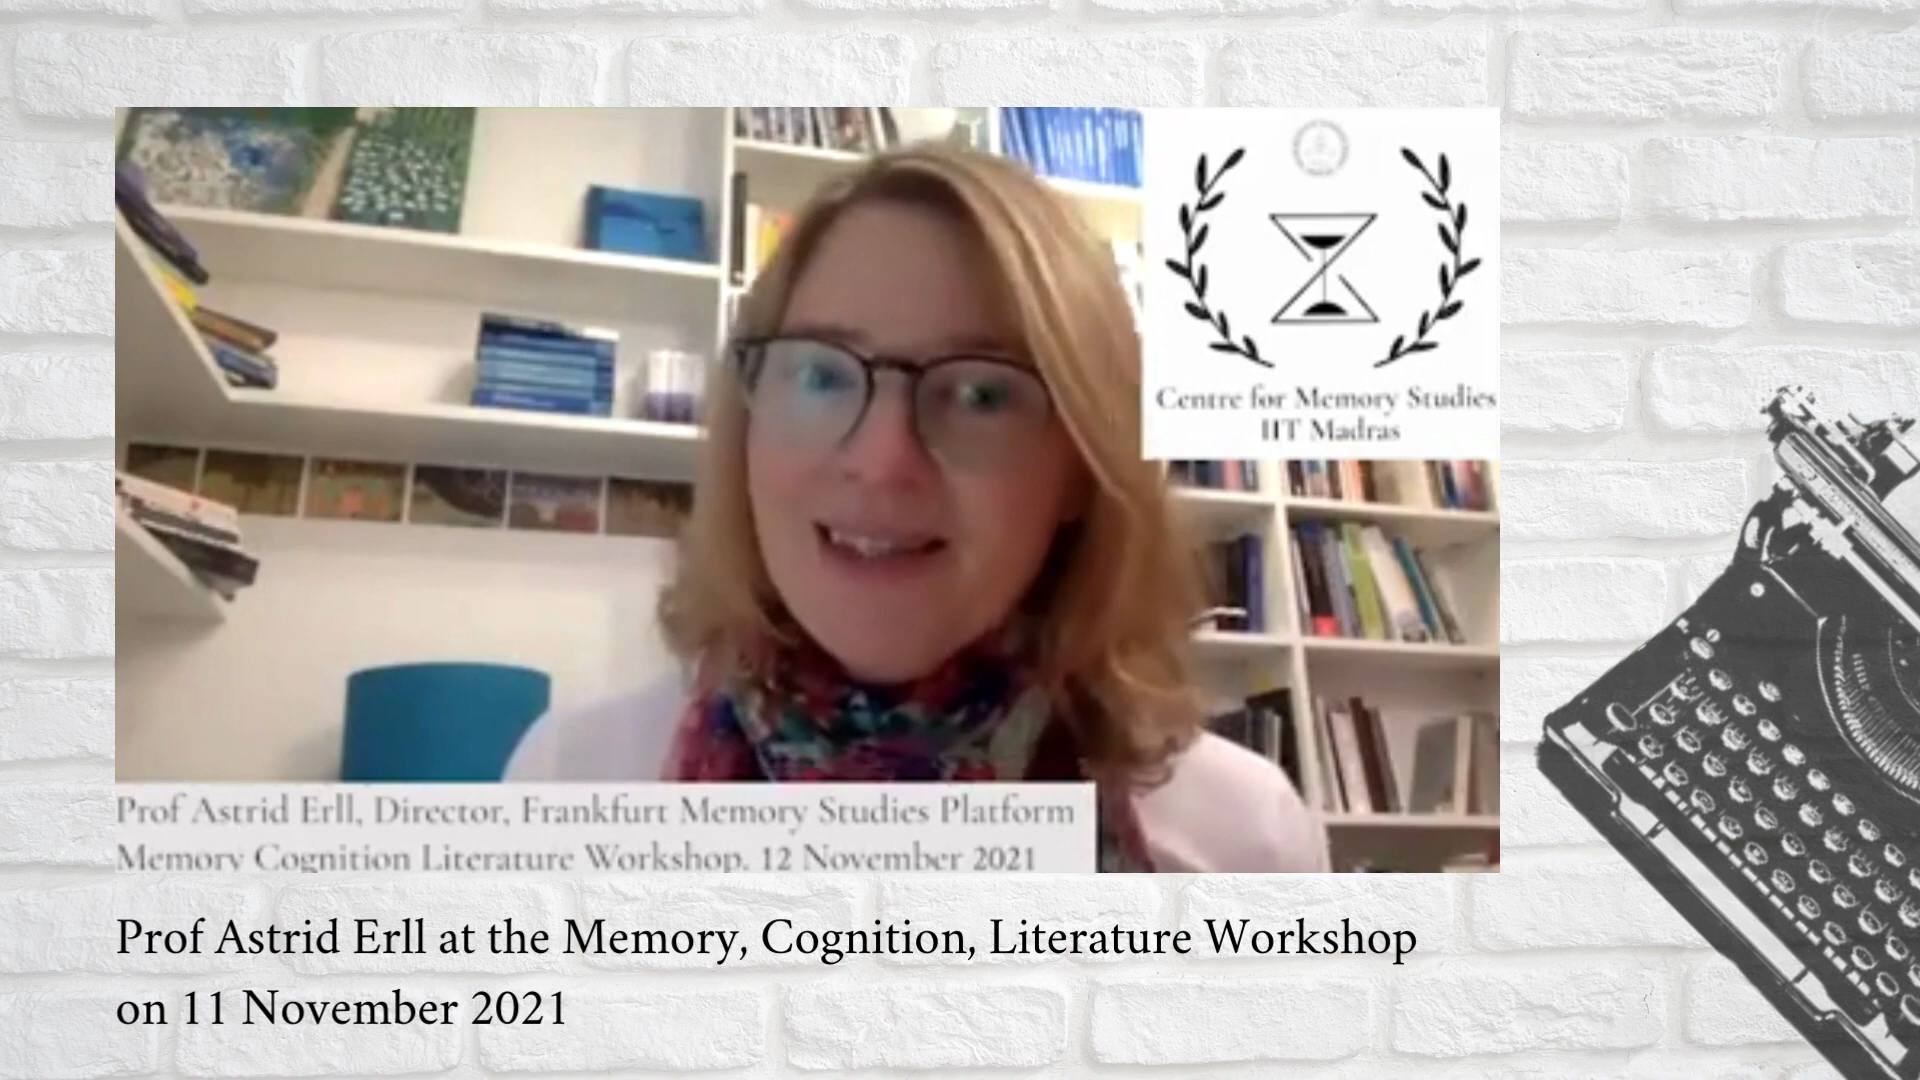 Centre for Memory Studies
IIT Madras
Prof Astrid Erll, Director, Frankfurt Memory Studies Platform
Memory Cognition Literature Workshop. 12 November 2021
Prof Astrid Erll at the Memory, Cognition, Literature Workshop
on 11 November 2021